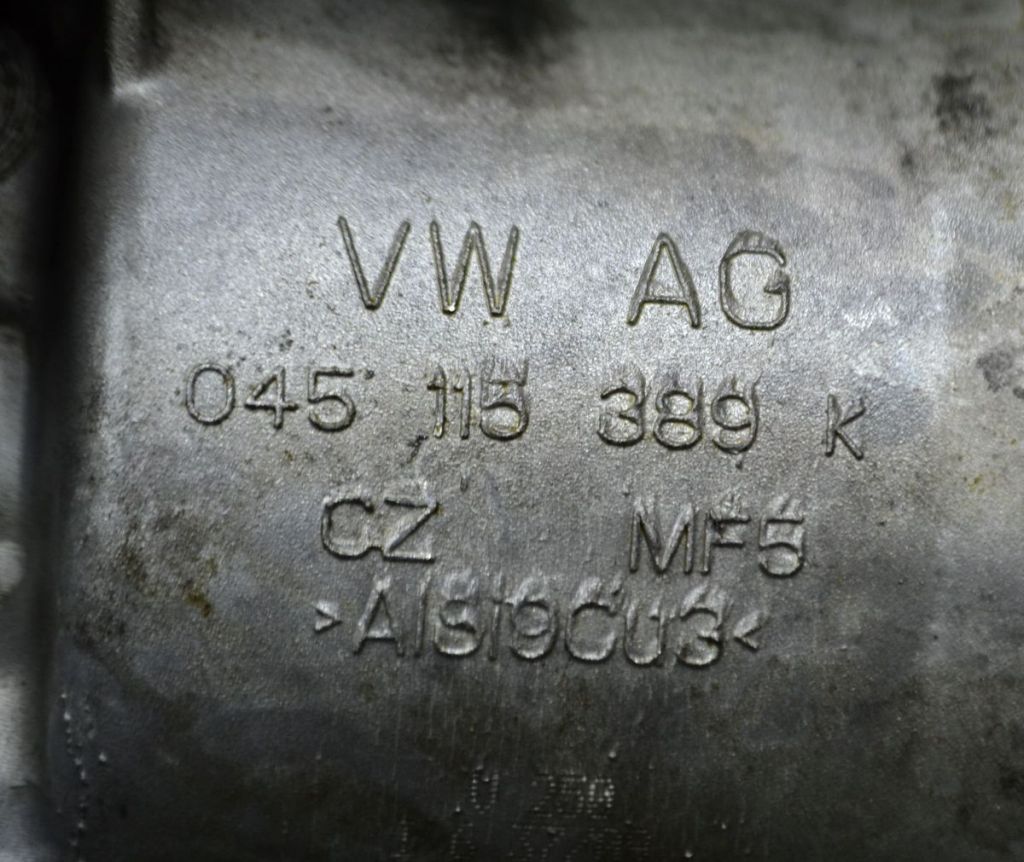 VW AG
045 115 389 K
CZ MF5
>AlSi9Cu3<